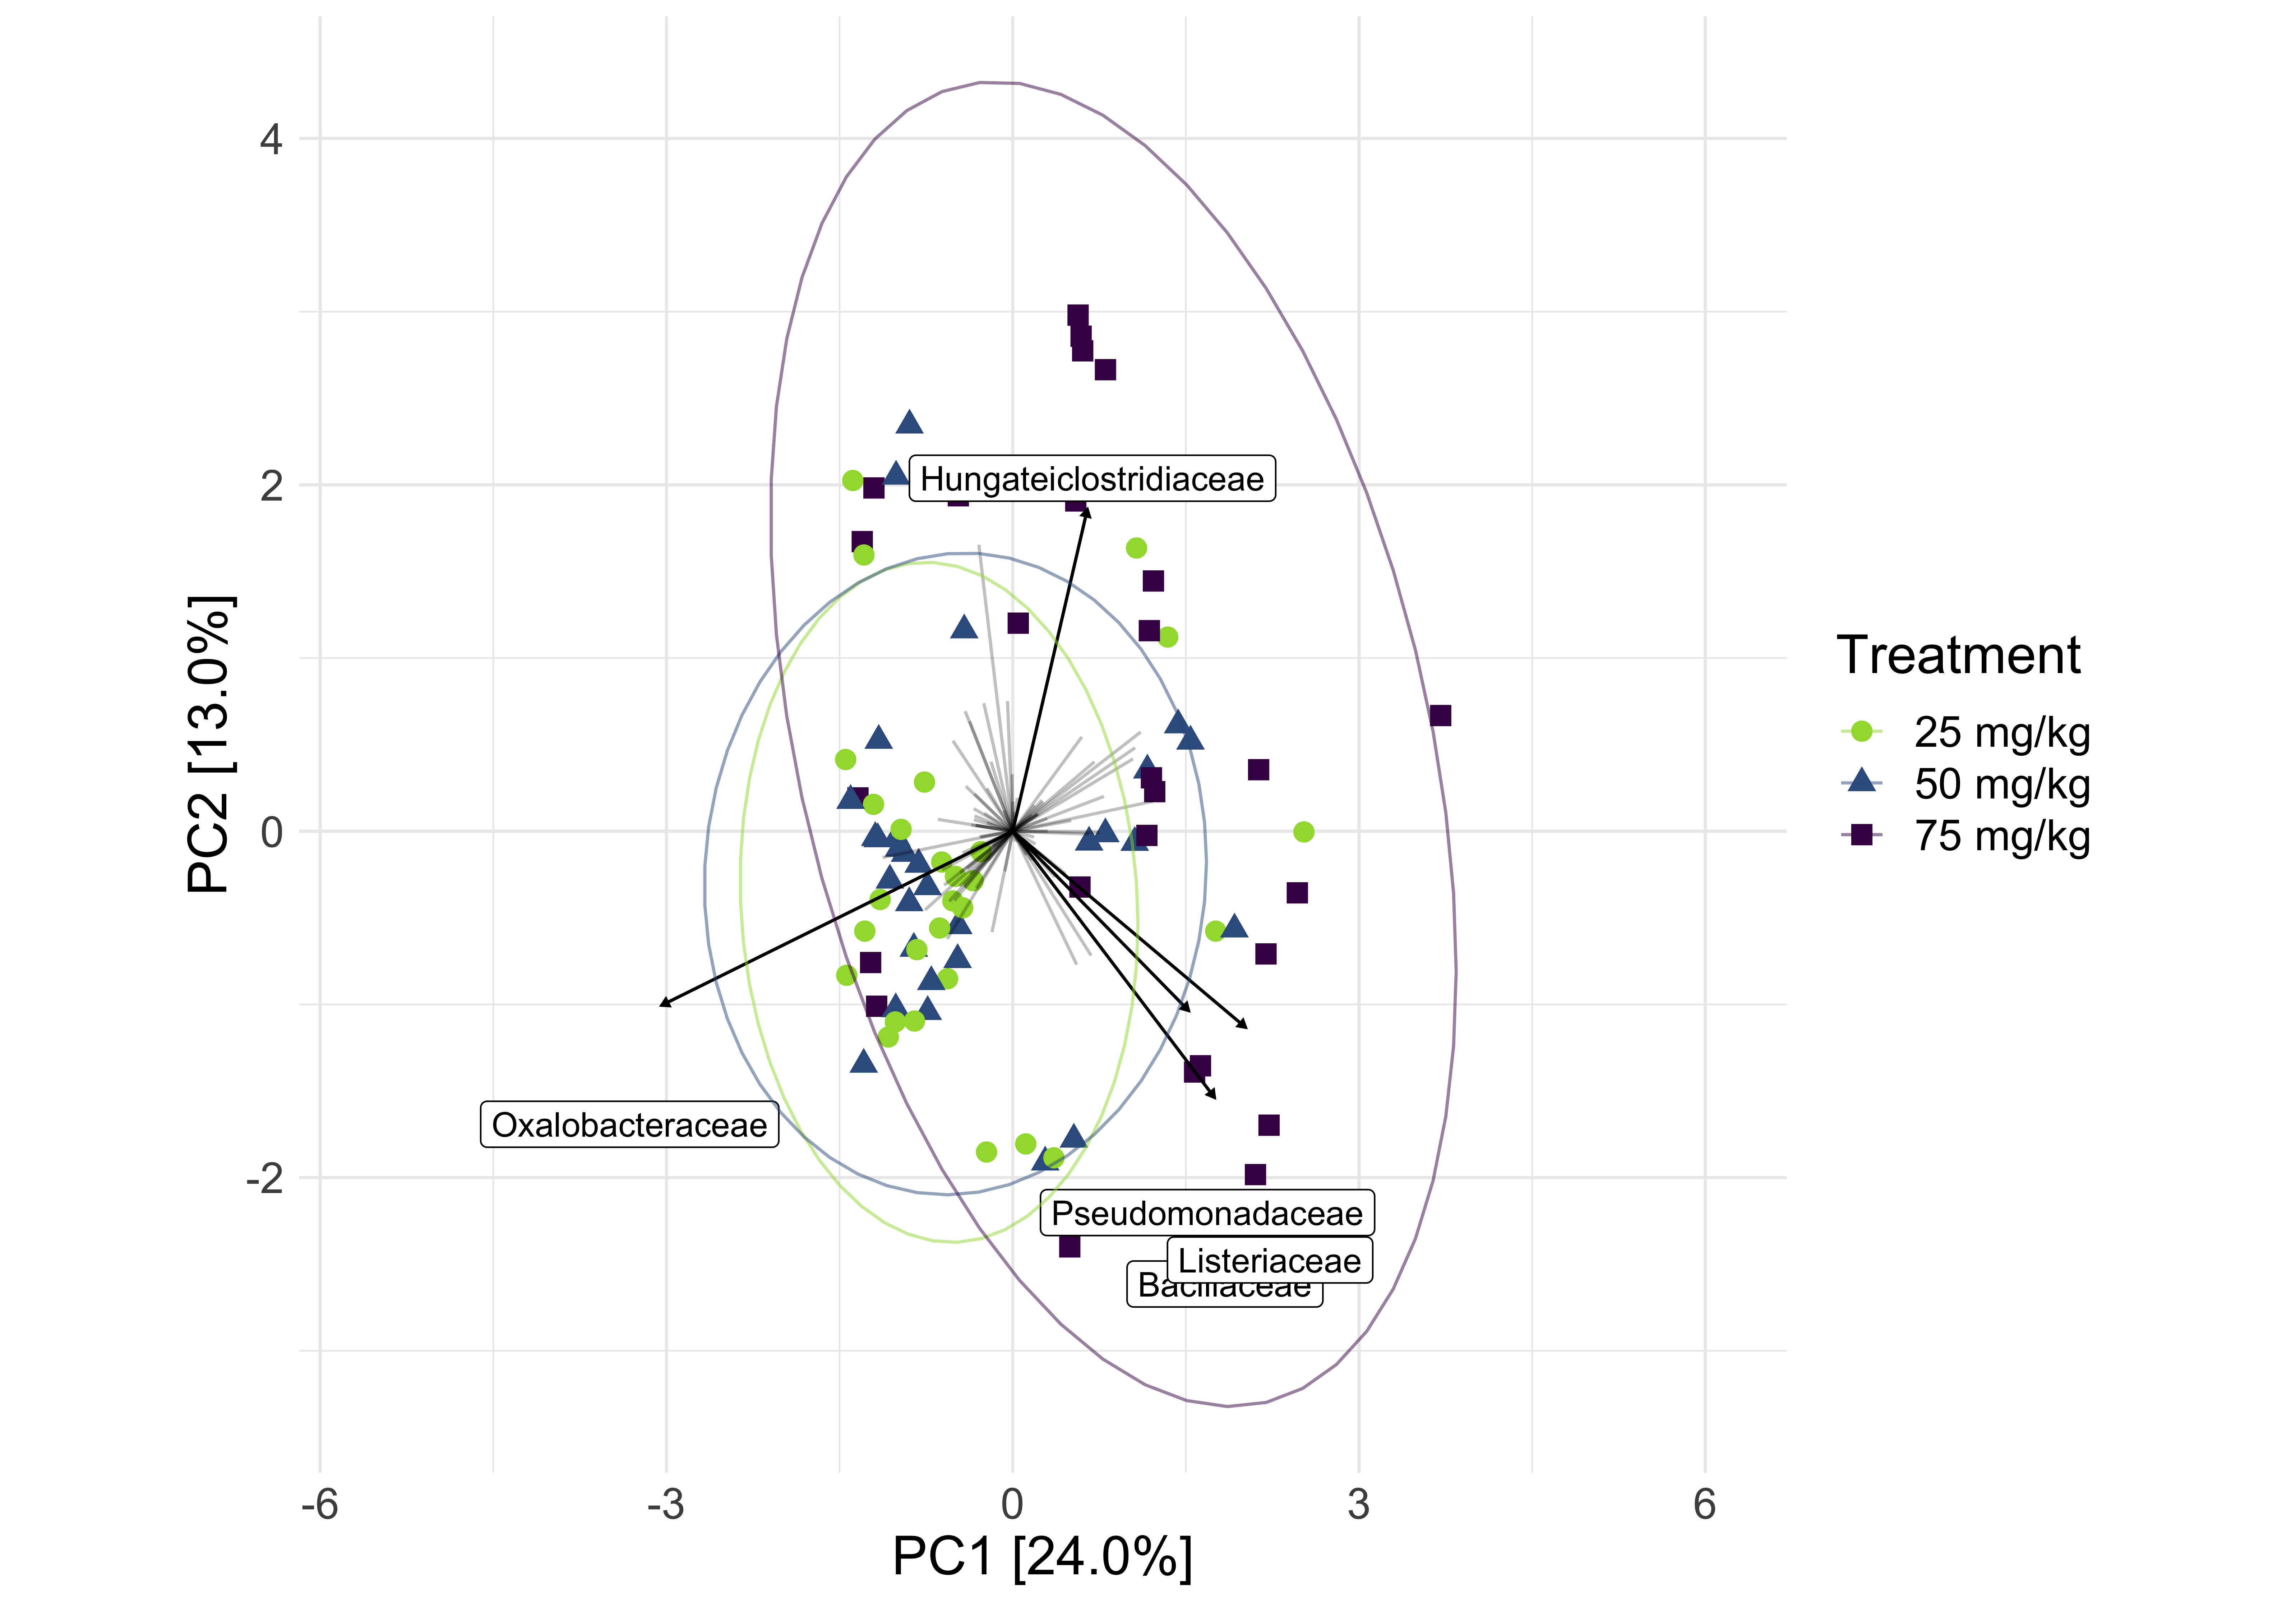 4
2
0
-2
PC2 [13.0%]
Hungateiclostridiaceae
Oxalobacteraceae
Pseudomonadaceae
Listeriaceae
Bacillaceae
-6
-3
0
3
6
PC1 [24.0%]
Treatment
25 mg/kg
50 mg/kg
75 mg/kg